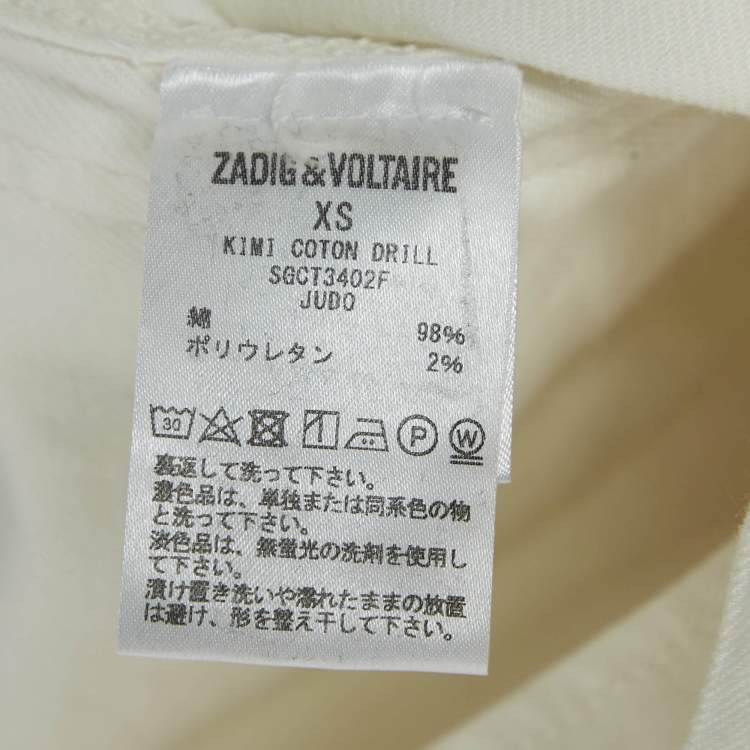 ZADIG&VOLTAIRE
XS
KIMI COTON DRILL
SGCT3402F
JUDO
綿 98%
ポリウレタン 2%
30 P W
裏返して洗って下さい。
濃色品は、単独または同系色の物
と洗って下さい。
淡色品は、無蛍光の洗剤を使用し
て下さい。
漬け置き洗いや濡れたままの放置
は避け、形を整え干して下さい。